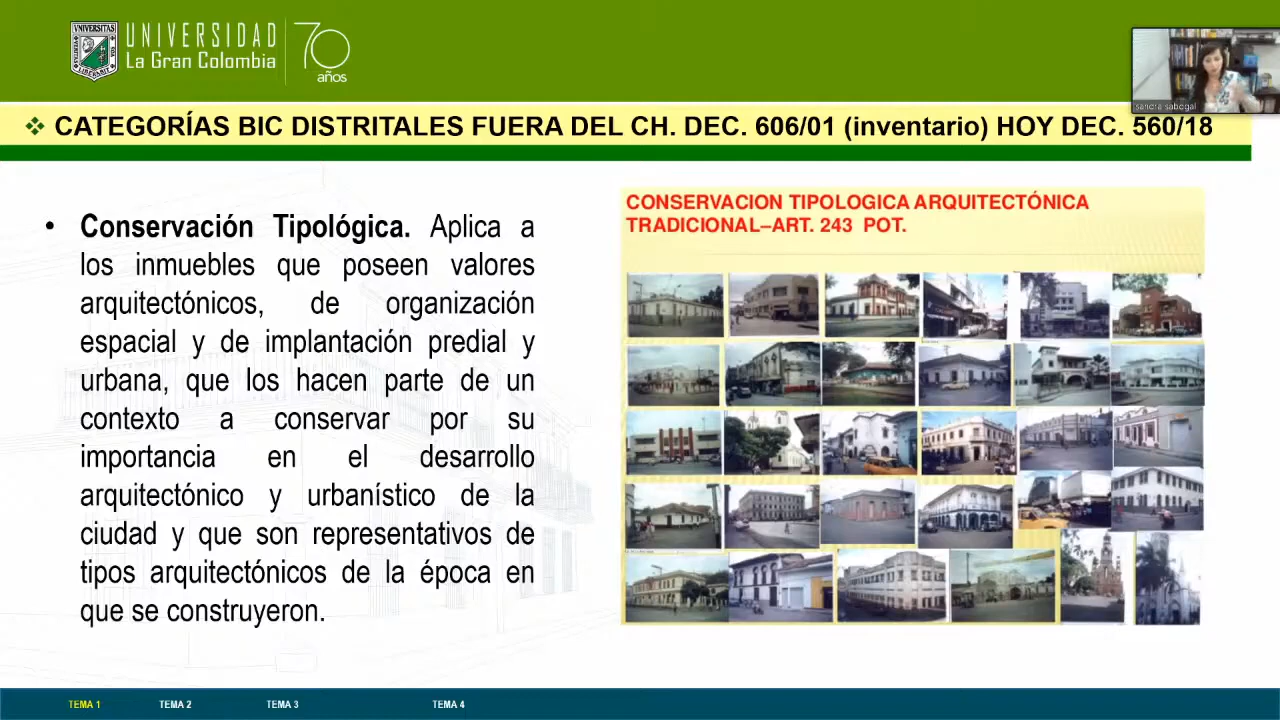 UNIVERSIDAD
La Gran Colombia
70
años
sandra sabogal
❖ CATEGORÍAS BIC DISTRITALES FUERA DEL CH. DEC. 606/01 (inventario) HOY DEC. 560/18
• Conservación Tipológica. Aplica a
los inmuebles que poseen valores
arquitectónicos, de organización
espacial y de implantación predial y
urbana, que los hacen parte de un
contexto a conservar por su
importancia en el desarrollo
arquitectónico y urbanístico de la
ciudad y que son representativos de
tipos arquitectónicos de la época en
que se construyeron.
CONSERVACION TIPOLOGICA ARQUITECTÓNICA
TRADICIONAL–ART. 243 POT.
TEMA 1 TEMA 2 TEMA 3 TEMA 4